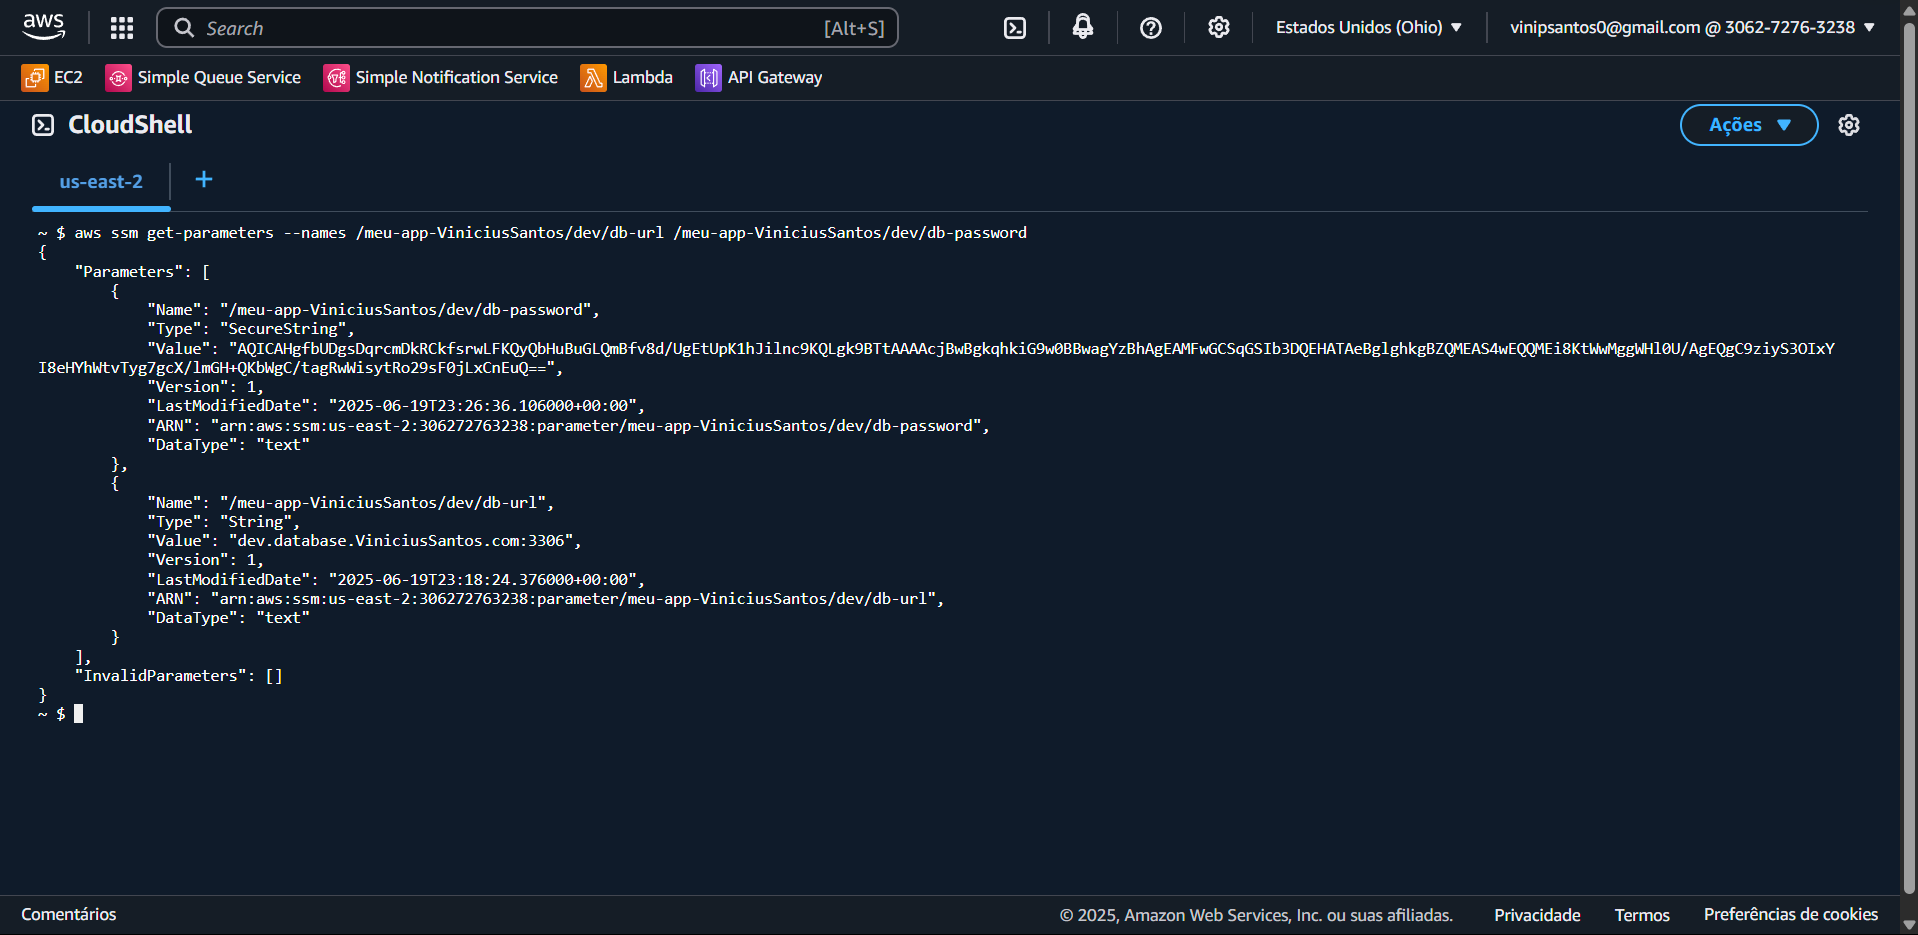 aws
Search [Alt+S]
Estados Unidos (Ohio) ▼
vinipsantos0@gmail.com @ 3062-7276-3238 ▼
EC2 Simple Queue Service Simple Notification Service Lambda API Gateway
CloudShell
Ações ▼
us-east-2 +
~ $ aws ssm get-parameters --names /meu-app-ViniciusSantos/dev/db-url /meu-app-ViniciusSantos/dev/db-password
{
    "Parameters": [
        {
            "Name": "/meu-app-ViniciusSantos/dev/db-password",
            "Type": "SecureString",
            "Value": "AQICAHgfbUDgsDqrcmDkRCkfsrwLFKQyQbHuBuGLQmBfv8d/UgEtUpK1hJilnc9KQLgk9BTtAAAAcjBwBgkqhkiG9w0BBwagYzBhAgEAMFwGCSqGSIb3DQEHATAeBglghkgBZQMEAS4wEQQMEi8KtWwMggWHl0U/AgEQgC9ziyS3OIxY
I8eHYhWtvTyg7gcX/lmGH+QKbWgC/tagRwWisytRo29sF0jLxCnEuQ==",
            "Version": 1,
            "LastModifiedDate": "2025-06-19T23:26:36.106000+00:00",
            "ARN": "arn:aws:ssm:us-east-2:306272763238:parameter/meu-app-ViniciusSantos/dev/db-password",
            "DataType": "text"
        },
        {
            "Name": "/meu-app-ViniciusSantos/dev/db-url",
            "Type": "String",
            "Value": "dev.database.ViniciusSantos.com:3306",
            "Version": 1,
            "LastModifiedDate": "2025-06-19T23:18:24.376000+00:00",
            "ARN": "arn:aws:ssm:us-east-2:306272763238:parameter/meu-app-ViniciusSantos/dev/db-url",
            "DataType": "text"
        }
    ],
    "InvalidParameters": []
}
~ $
Comentários
© 2025, Amazon Web Services, Inc. ou suas afiliadas. Privacidade Termos Preferências de cookies